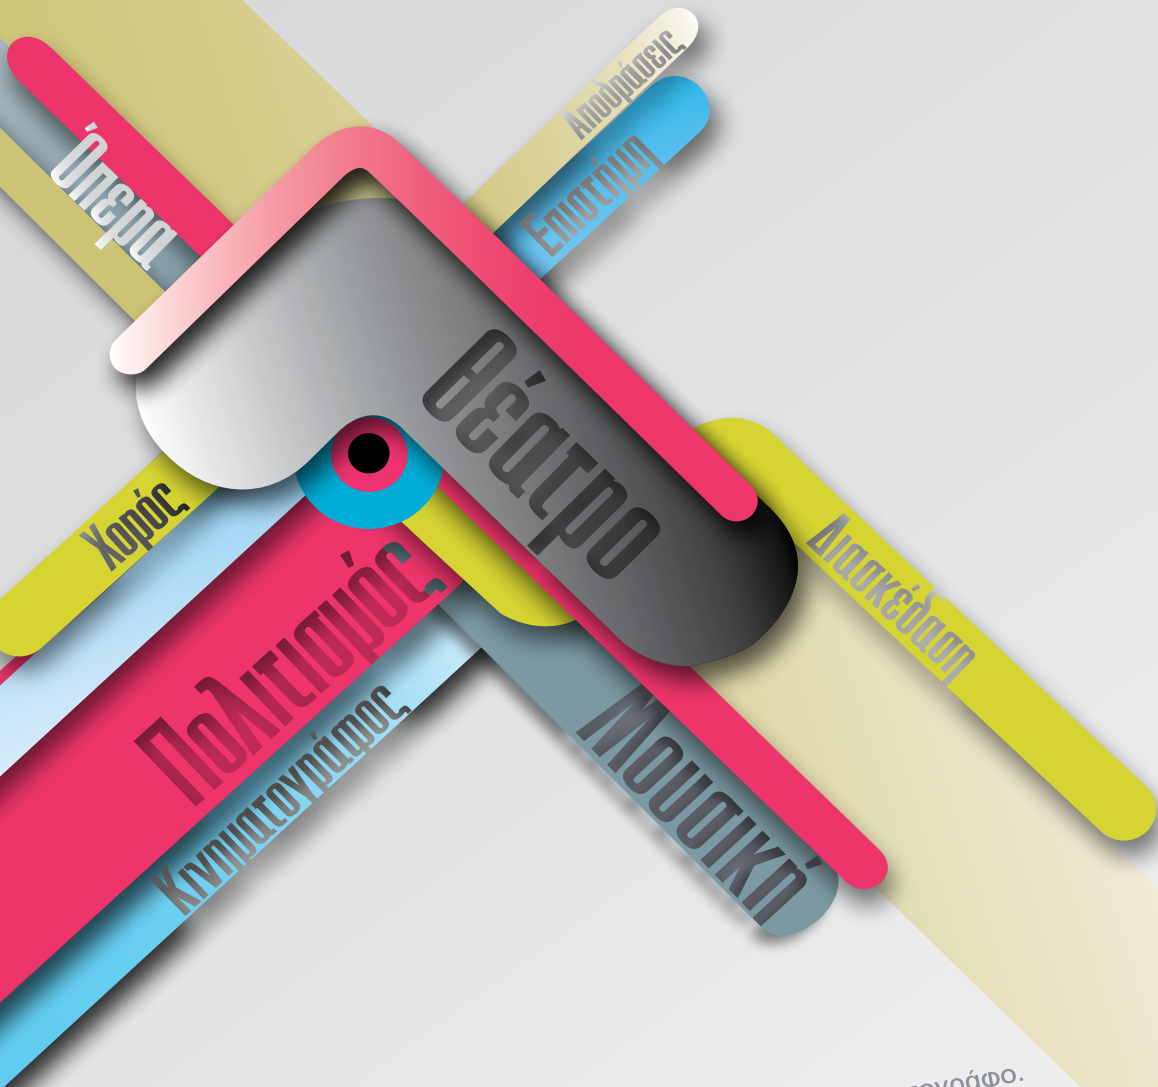 Αποδράσεις
Επιστήμη
Όπερα
Θέατρο
Χορός
Διασκέδαση
Πολιτισμός
Κινηματογράφος
Μουσική